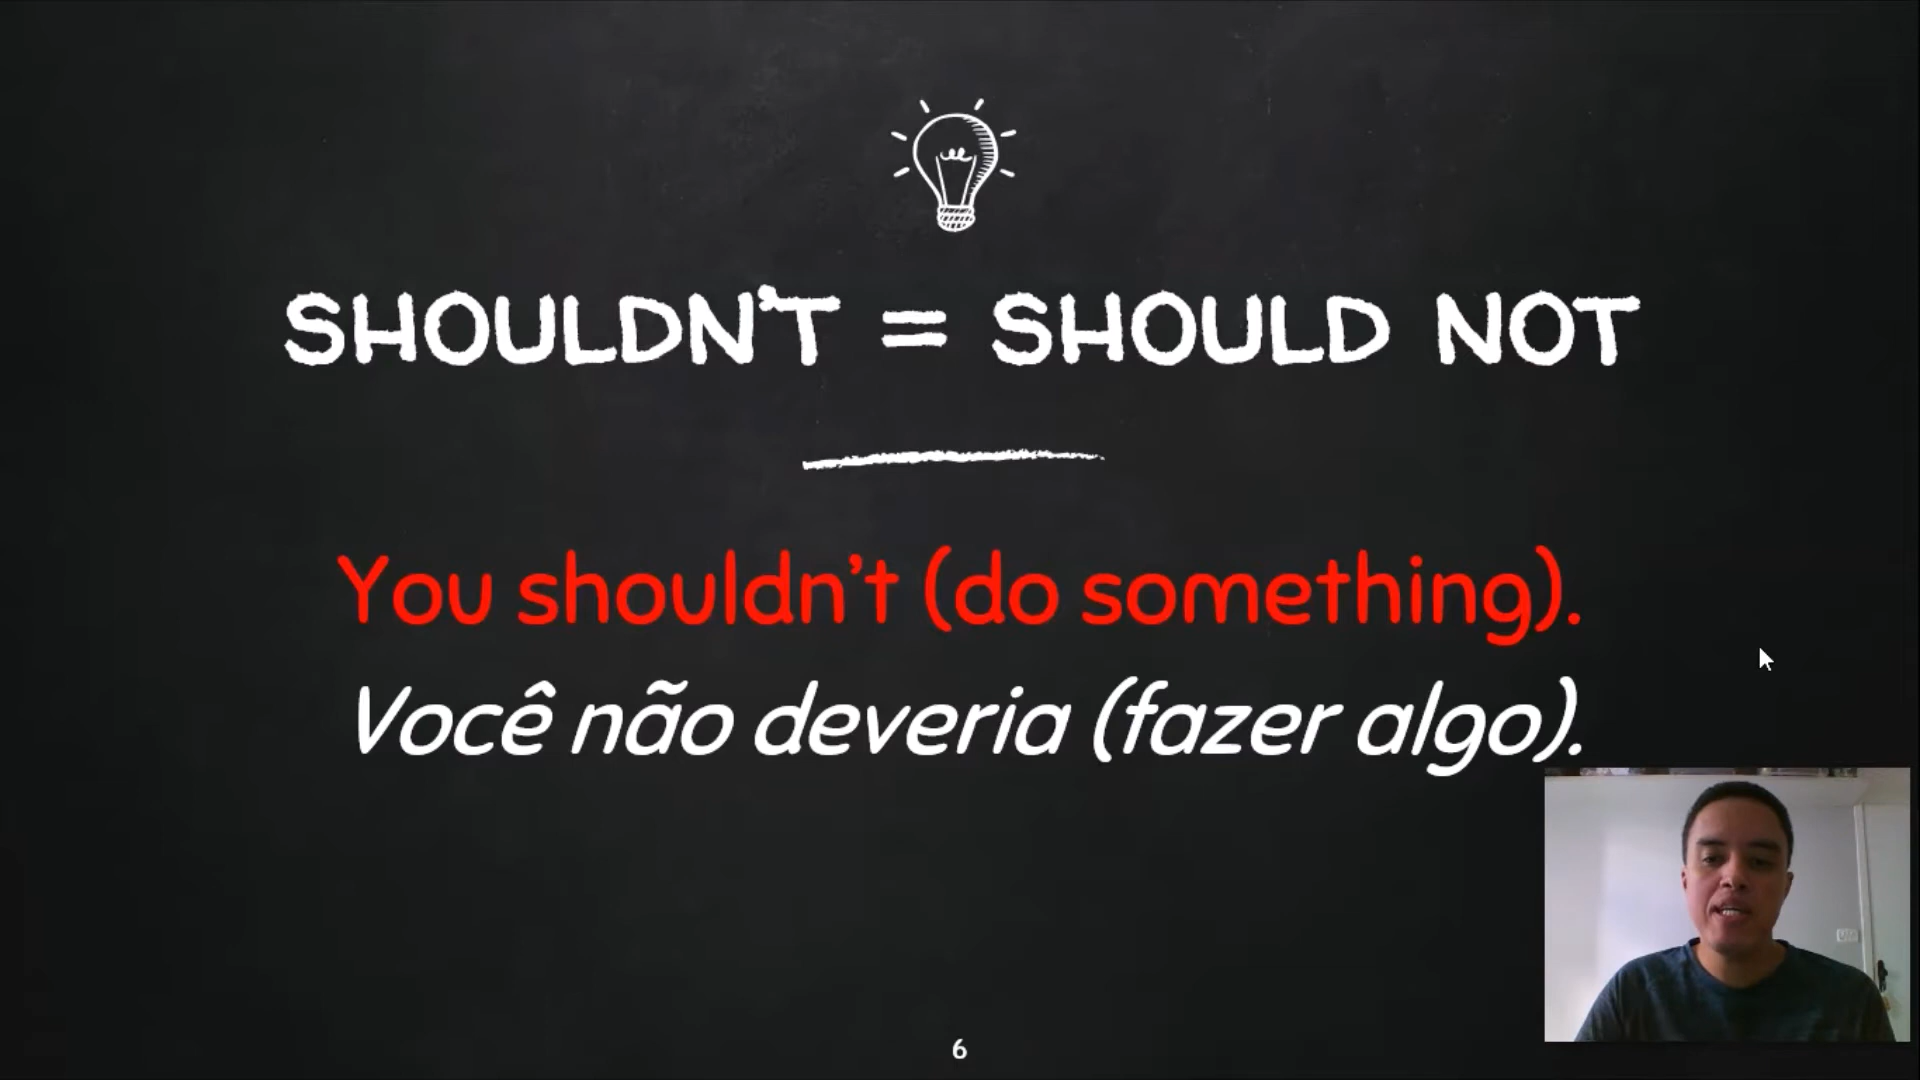 SHOULDN'T = SHOULD NOT
You shouldn't (do something).
Você não deveria (fazer algo).
6